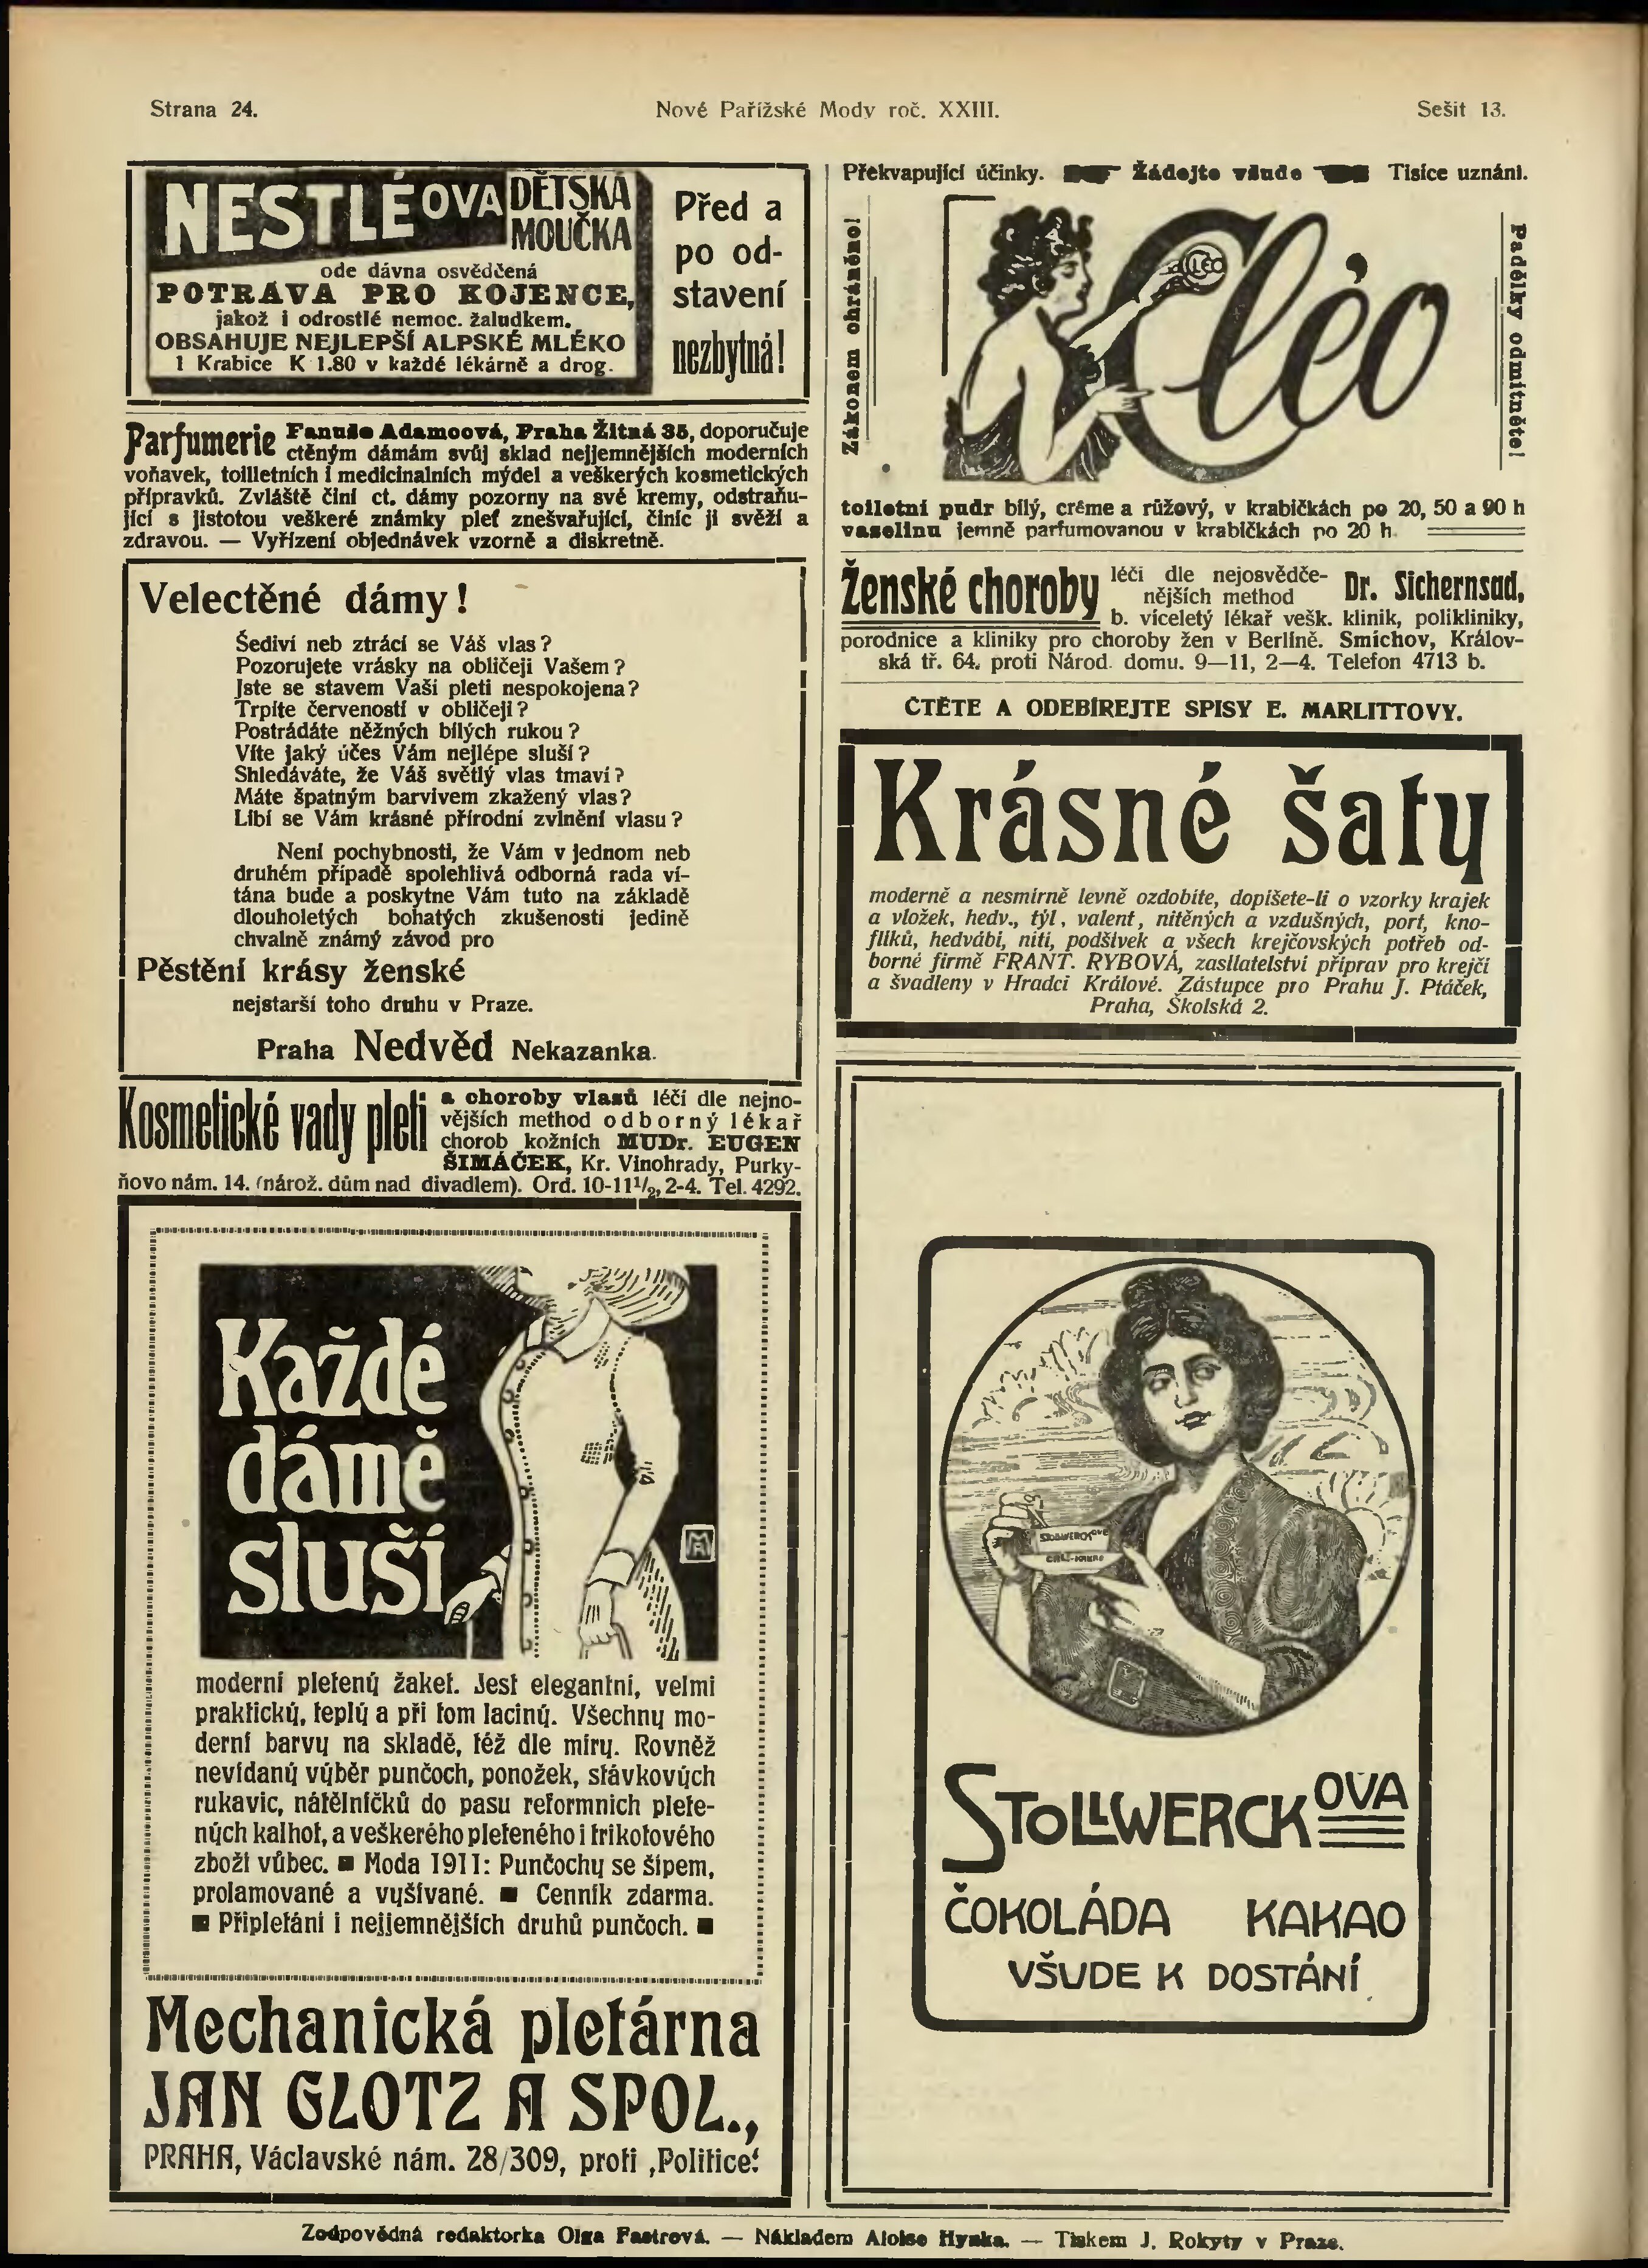 Strana 24.
Nové Pařížské Mody roč. XXIII.
Sešit 13.
NESTLÉOVA DĚTSKÁ
MOUČKA
ode dávna osvědčená
POTRAVA PRO KOJENCE,
jakož i odrostlé nemoc. žaludkem.
OBSAHUJE NEJLEPŠÍ ALPSKÉ MLÉKO
1 Krabice K 1.80 v každé lékárně a drog.
Před a
po od-
stavení
nezbytná!
Parfumerie Fanuše Adamcová, Praha Žitná 35, doporučuje
ctěným dámám svůj sklad nejjemnějších moderních
voňavek, toilletních i medicinalních mýdel a veškerých kosmetických
přípravků. Zvláště činí ct. dámy pozorny na své kremy, odstraňu-
jící s jistotou veškeré známky pleť znešvařující, činíc ji svěží a
zdravou. — Vyřízení objednávek vzorně a diskretně.
Velectěné dámy!
Šediví neb ztrácí se Váš vlas?
Pozorujete vrásky na obličeji Vašem?
Jste se stavem Vaší pleti nespokojena?
Trpíte červeností v obličeji?
Postrádáte něžných bílých rukou?
Víte jaký účes Vám nejlépe sluší?
Shledáváte, že Váš světlý vlas tmaví?
Máte špatným barvivem zkažený vlas?
Líbí se Vám krásné přírodní zvlnění vlasu?
Není pochybnosti, že Vám v jednom neb
druhém případě spolehlivá odborná rada ví-
tána bude a poskytne Vám tuto na základě
dlouholetých bohatých zkušeností jedině
chvalně známý závod pro
Pěstění krásy ženské
nejstarší toho druhu v Praze.
Praha Nedvěd Nekazanka.
Kosmetické vady pleti a choroby vlasů léčí dle nejno-
vějších method odborný lékař
chorob kožních MUDr. EUGEN
ŠIMÁČEK, Kr. Vinohrady, Purky-
ňovo nám. 14. (nárož. dům nad divadlem). Ord. 10-11½, 2-4. Tel. 4292.
Každé
dámě
sluší
moderní pletený žaket. Jest elegantní, velmi
praktický, teplý a při tom laciný. Všechny mo-
derní barvy na skladě, též dle míry. Rovněž
nevídaný výběr punčoch, ponožek, stávkových
rukavic, nátělníčků do pasu reformních plete-
ných kalhot, a veškerého pleteného i trikotového
zboží vůbec. ■ Moda 1911: Punčochy se šípem,
prolamované a vyšívané. ■ Cenník zdarma.
■ Připletání i nejjemnějších druhů punčoch. ■
Mechanická pletárna
JAN GLOTZ A SPOL.,
PRAHA, Václavské nám. 28/309, proti ‚Politice‘
Překvapující účinky. Žádejte všude Tisíce uznání.
Zákonem ohráněno!
Cléo
Padělky odmítněte!
toiletní pudr bílý, créme a růžový, v krabičkách po 20, 50 a 90 h
vaselinu jemně parfumovanou v krabičkách po 20 h.
Ženské choroby léčí dle nejosvědče-
nějších method Dr. Sichernsad,
b. víceletý lékař vešk. klinik, polikliniky,
porodnice a kliniky pro choroby žen v Berlíně. Smíchov, Králov-
ská tř. 64, proti Národ. domu. 9—11, 2—4. Telefon 4713 b.
ČTĚTE A ODEBÍREJTE SPISY E. MARLITTOVY.
Krásné šaty
moderně a nesmírně levně ozdobíte, dopíšete-li o vzorky krajek
a vložek, hedv., týl, valent, nitěných a vzdušných, port, kno-
flíků, hedvábí, nití, podšívek a všech krejčovských potřeb od-
borné firmě FRANT. RYBOVÁ, zasílatelství příprav pro krejčí
a švadleny v Hradci Králové. Zástupce pro Prahu J. Ptáček,
Praha, Školská 2.
STOLLWERCKOVA
ČOKOLÁDA KAKAO
VŠUDE K DOSTÁNÍ
Zodpovědná redaktorka Olga Fastrová. — Nákladem Aloise Hynka. — Tiskem J. Rokyty v Praze.